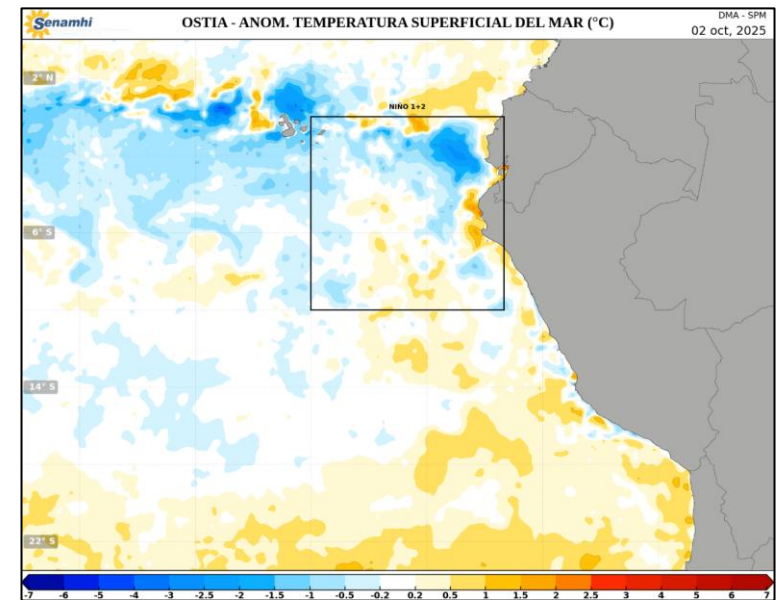 Senamhi
OSTIA - ANOM. TEMPERATURA SUPERFICIAL DEL MAR (°C)
DMA - SPM
02 oct, 2025
2° N
NIÑO 1+2
6° S
14° S
22° S
-7 -6 -5 -4 -3 -2.5 -2 -1.5 -1 -0.5 -0.2 0.2 0.5 1 1.5 2 2.5 3 4 5 6 7